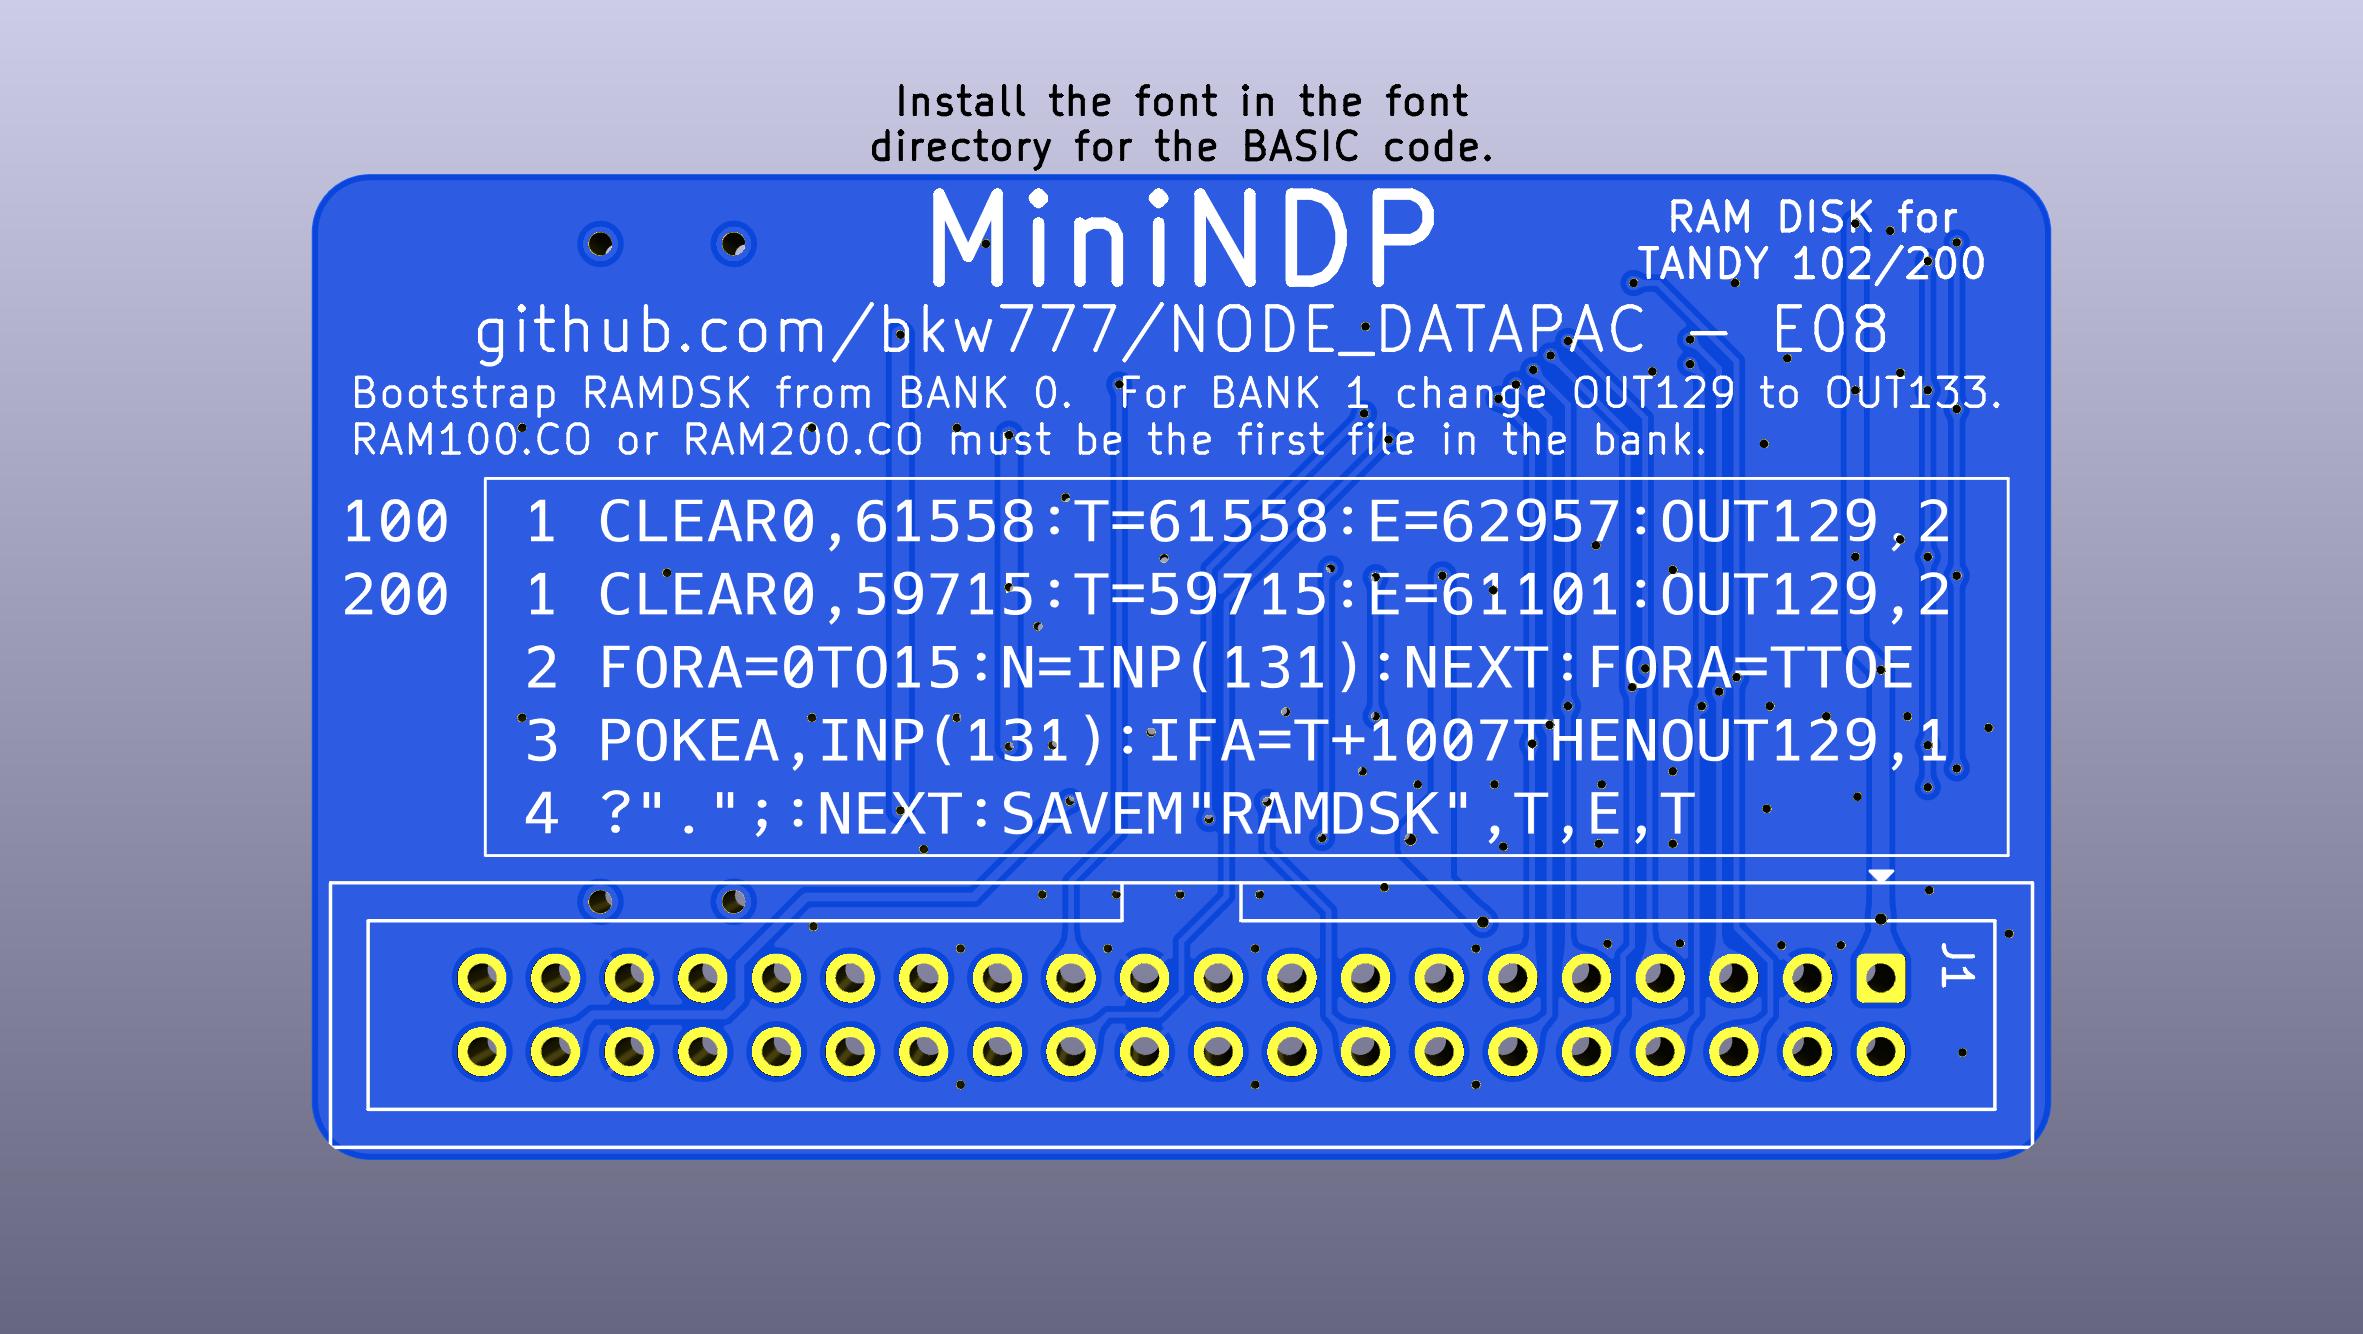 Install the font in the font
directory for the BASIC code.
MiniNDP
RAM DISK for
TANDY 102/200
github.com/bkw777/NODE_DATAPAC – E08
Bootstrap RAMDSK from BANK 0.  For BANK 1 change OUT129 to OUT133.
RAM100.CO or RAM200.CO must be the first file in the bank.
100 1 CLEAR0,61558:T=61558:E=62957:OUT129,2
200 1 CLEAR0,59715:T=59715:E=61101:OUT129,2
2 FORA=0TO15:N=INP(131):NEXT:FORA=TTOE
3 POKEA,INP(131):IFA=T+1007THENOUT129,1
4 ?".";:NEXT:SAVEM"RAMDSK",T,E,T
J1